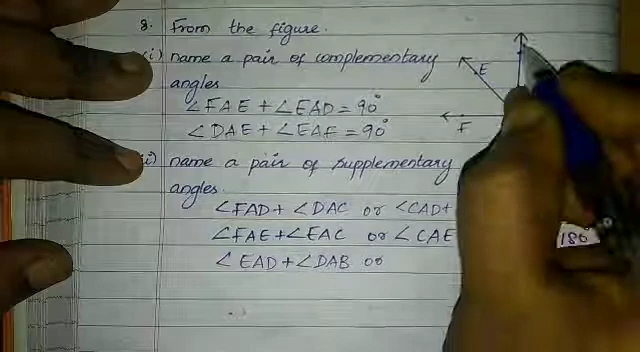 8. From the figure.
(i) name a pair of complementary
angles
∠FAE + ∠EAD = 90°
∠DAE + ∠EAF = 90°
ii) name a pair of supplementary
angles.
∠FAD + ∠DAC or ∠CAD+
∠FAE + ∠EAC or ∠CAE
180°
∠EAD + ∠DAB or
E
F